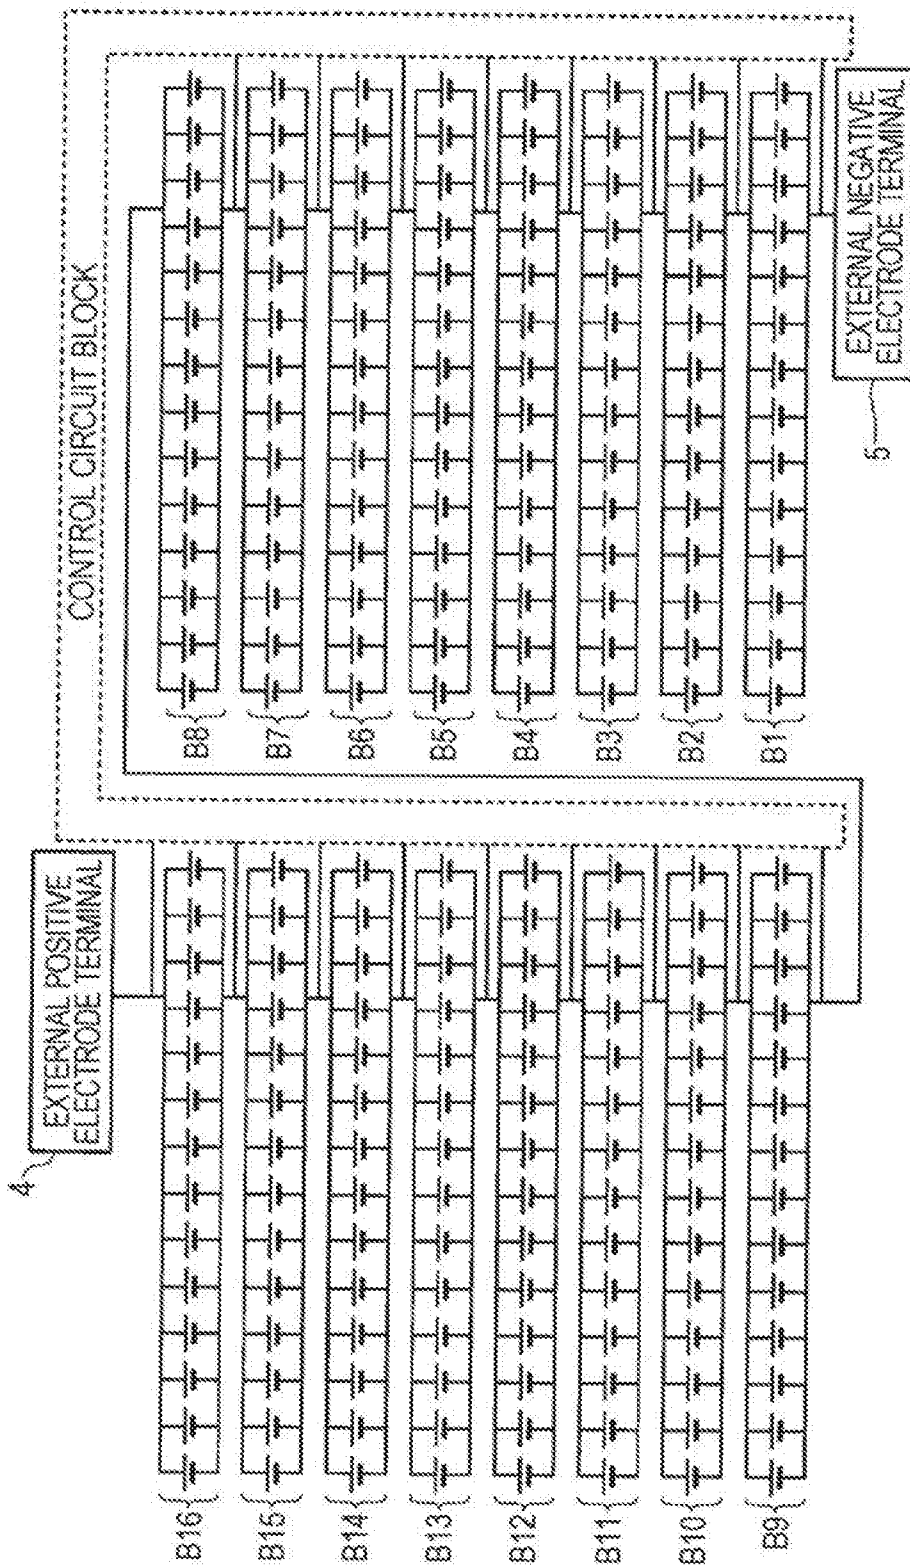 4
EXTERNAL POSITIVE
ELECTRODE TERMINAL
CONTROL CIRCUIT BLOCK
B16
B15
B14
B13
B12
B11
B10
B9
B8
B7
B6
B5
B4
B3
B2
B1
5
EXTERNAL NEGATIVE
ELECTRODE TERMINAL